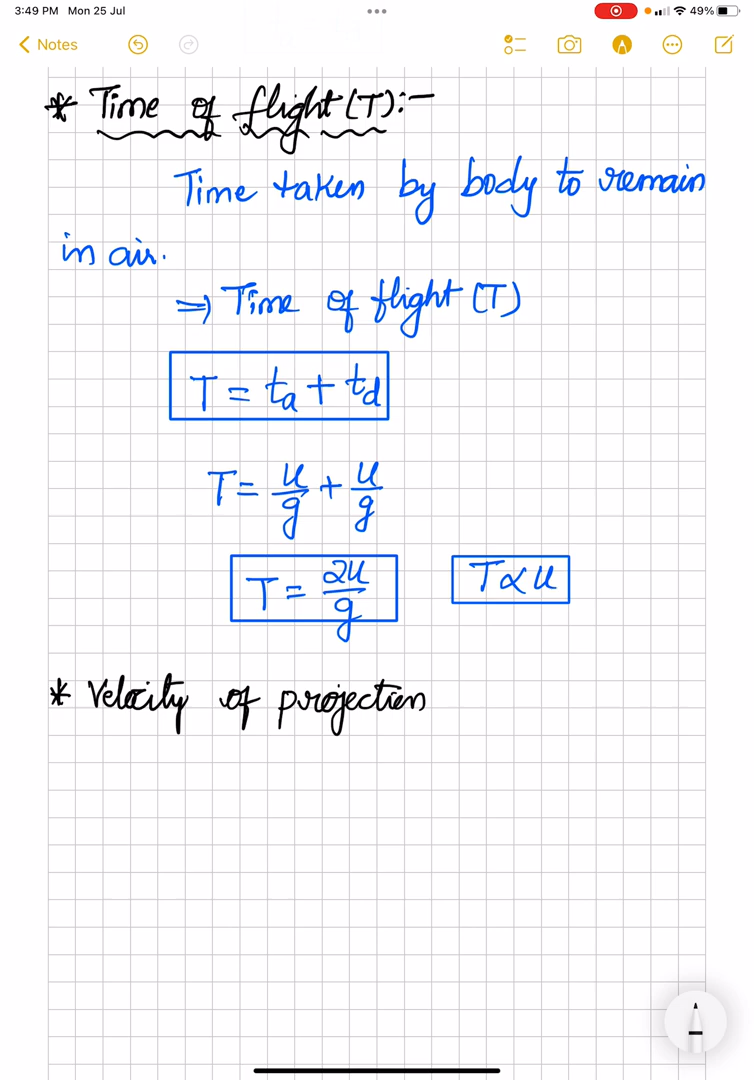 3:49 PM Mon 25 Jul
49%
Notes
* Time of flight (T):-
Time taken by body to remain
in air.
⇒ Time of flight (T)
T = ta + td
T = u/g + u/g
T = 2u/g
T ∝ u
* Velocity of projection